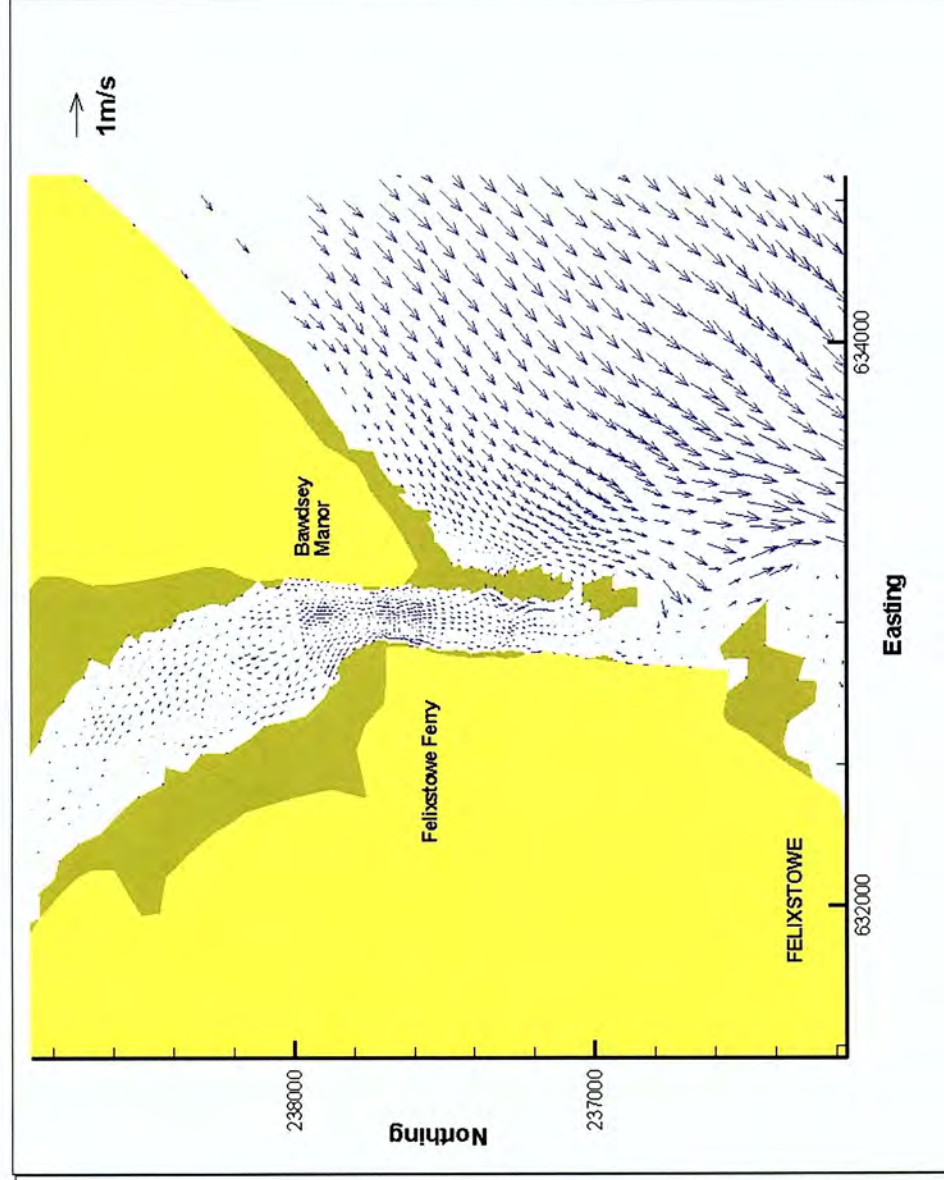 1m/s
Bawdsey
Manor
Felixstowe Ferry
FELIXSTOWE
238000
237000
Northing
632000
634000
Easting